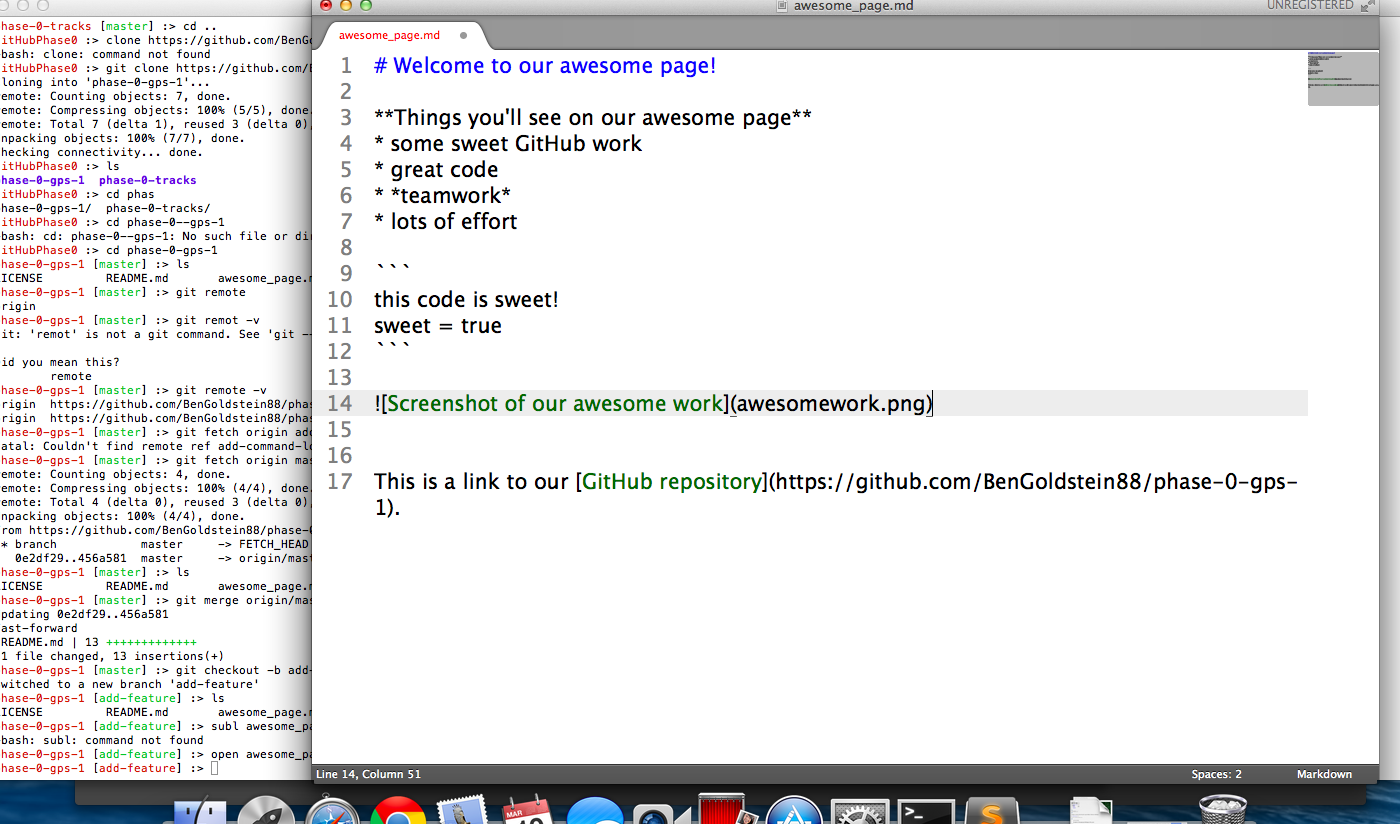 hase-0-tracks [master] :> cd ..
itHubPhase0 :> clone https://github.com/BenGo
bash: clone: command not found
itHubPhase0 :> git clone https://github.com/
loning into 'phase-0-gps-1'...
emote: Counting objects: 7, done.
emote: Compressing objects: 100% (5/5), done
emote: Total 7 (delta 1), reused 3 (delta 0)
npacking objects: 100% (7/7), done.
hecking connectivity... done.
itHubPhase0 :> ls
hase-0-gps-1 phase-0-tracks
itHubPhase0 :> cd phas
hase-0-gps-1/ phase-0-tracks/
itHubPhase0 :> cd phase-0--gps-1
bash: cd: phase-0--gps-1: No such file or di
itHubPhase0 :> cd phase-0-gps-1
hase-0-gps-1 [master] :> ls
ICENSE README.md awesome_page.m
hase-0-gps-1 [master] :> git remote
rigin
hase-0-gps-1 [master] :> git remot -v
it: 'remot' is not a git command. See 'git --
id you mean this?
remote
hase-0-gps-1 [master] :> git remote -v
rigin https://github.com/BenGoldstein88/phas
rigin https://github.com/BenGoldstein88/phas
hase-0-gps-1 [master] :> git fetch origin add
atal: Couldn't find remote ref add-command-l
hase-0-gps-1 [master] :> git fetch origin mas
emote: Counting objects: 4, done.
emote: Compressing objects: 100% (4/4), done.
emote: Total 4 (delta 0), reused 3 (delta 0)
npacking objects: 100% (4/4), done.
rom https://github.com/BenGoldstein88/phase-0
* branch master -> FETCH_HEAD
0e2df29..456a581 master -> origin/mast
hase-0-gps-1 [master] :> ls
ICENSE README.md awesome_page.m
hase-0-gps-1 [master] :> git merge origin/mas
pdating 0e2df29..456a581
ast-forward
README.md | 13 +++++++++++++
1 file changed, 13 insertions(+)
hase-0-gps-1 [master] :> git checkout -b add-
witched to a new branch 'add-feature'
hase-0-gps-1 [add-feature] :> ls
ICENSE README.md awesome_page.m
hase-0-gps-1 [add-feature] :> subl awesome_pa
bash: subl: command not found
hase-0-gps-1 [add-feature] :> open awesome_pa
hase-0-gps-1 [add-feature] :>
awesome_page.md
UNREGISTERED
awesome_page.md
1 # Welcome to our awesome page!
2
3 **Things you'll see on our awesome page**
4 * some sweet GitHub work
5 * great code
6 * *teamwork*
7 * lots of effort
8
9 ```
10 this code is sweet!
11 sweet = true
12 ```
13
14 ![Screenshot of our awesome work](awesomework.png)
15
16
17 This is a link to our [GitHub repository](https://github.com/BenGoldstein88/phase-0-gps-
1).
Line 14, Column 51
Spaces: 2
Markdown
MAR